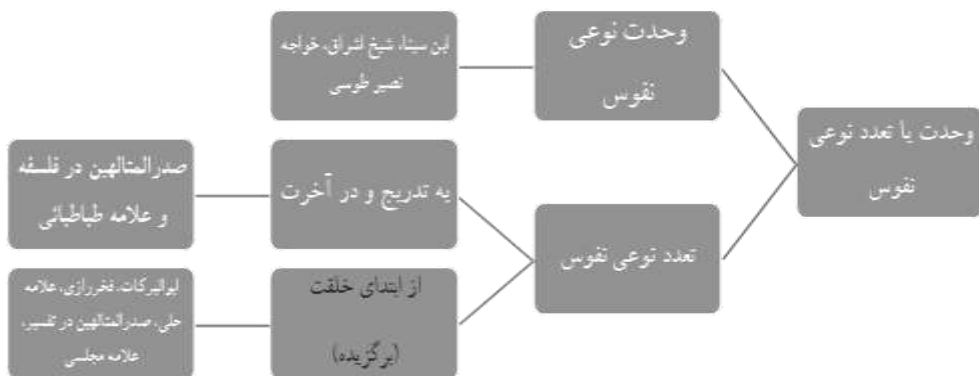 وحدت یا تعدد نوعی
نفوس
وحدت نوعی
نفوس
ابن سینا، شیخ اشراق، خواجه
نصیر طوسی
تعدد نوعی نفوس
به تدریج و در آخرت
صدرالمتالهین در فلسفه
و علامه طباطبائی
از ابتدای خلقت
(برگزیده)
ابوالبرکات، فخررازی، علامه
حلی، صدرالمتالهین در تفسیر،
علامه مجلسی